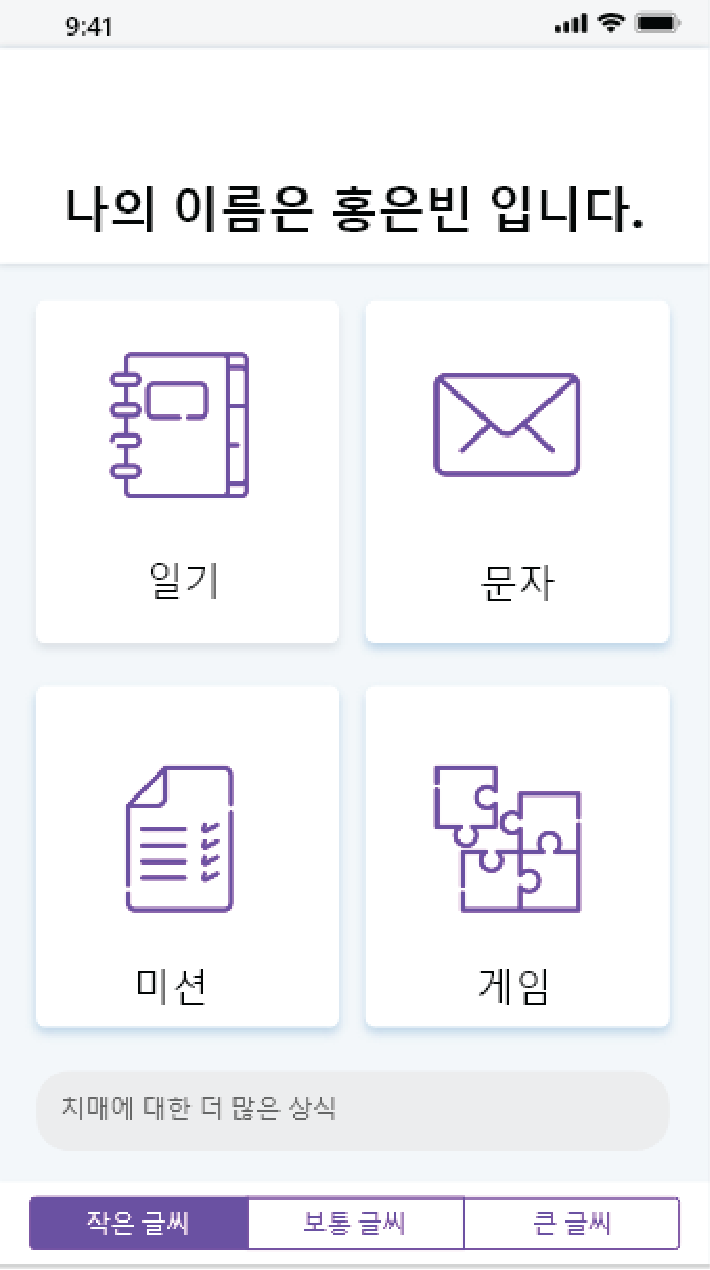 9:41
나의 이름은 홍은빈 입니다.
일기
문자
미션
게임
치매에 대한 더 많은 상식
작은 글씨
보통 글씨
큰 글씨